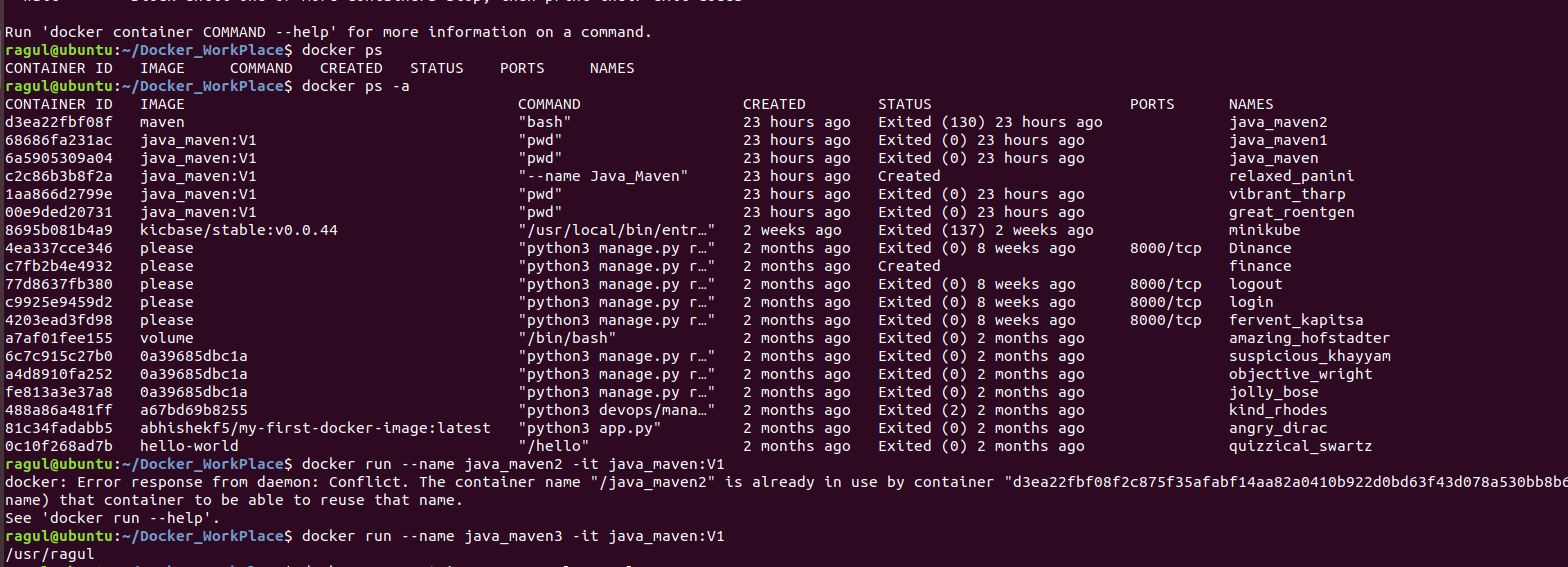 Run 'docker container COMMAND --help' for more information on a command.
ragul@ubuntu:~/Docker_WorkPlace$ docker ps
CONTAINER ID   IMAGE     COMMAND   CREATED   STATUS    PORTS     NAMES
ragul@ubuntu:~/Docker_WorkPlace$ docker ps -a
CONTAINER ID   IMAGE                                     COMMAND                  CREATED        STATUS                      PORTS      NAMES
d3ea22fbf08f   maven                                     "bash"                   23 hours ago   Exited (130) 23 hours ago              java_maven2
68686fa231ac   java_maven:V1                             "pwd"                    23 hours ago   Exited (0) 23 hours ago                java_maven1
6a5905309a04   java_maven:V1                             "pwd"                    23 hours ago   Exited (0) 23 hours ago                java_maven
c2c86b3b8f2a   java_maven:V1                             "--name Java_Maven"      23 hours ago   Created                                relaxed_panini
1aa866d2799e   java_maven:V1                             "pwd"                    23 hours ago   Exited (0) 23 hours ago                vibrant_tharp
00e9ded20731   java_maven:V1                             "pwd"                    23 hours ago   Exited (0) 23 hours ago                great_roentgen
8695b081b4a9   kicbase/stable:v0.0.44                    "/usr/local/bin/entr…"   2 weeks ago    Exited (137) 2 weeks ago               minikube
4ea337cce346   please                                    "python3 manage.py r…"   2 months ago   Exited (0) 8 weeks ago      8000/tcp   Dinance
c7fb2b4e4932   please                                    "python3 manage.py r…"   2 months ago   Created                                finance
77d8637fb380   please                                    "python3 manage.py r…"   2 months ago   Exited (0) 8 weeks ago      8000/tcp   logout
c9925e9459d2   please                                    "python3 manage.py r…"   2 months ago   Exited (0) 8 weeks ago      8000/tcp   login
4203ead3fd98   please                                    "python3 manage.py r…"   2 months ago   Exited (0) 8 weeks ago      8000/tcp   fervent_kapitsa
a7af01fee155   volume                                    "/bin/bash"              2 months ago   Exited (0) 2 months ago                amazing_hofstadter
6c7c915c27b0   0a39685dbc1a                              "python3 manage.py r…"   2 months ago   Exited (0) 2 months ago                suspicious_khayyam
a4d8910fa252   0a39685dbc1a                              "python3 manage.py r…"   2 months ago   Exited (0) 2 months ago                objective_wright
fe813a3e37a8   0a39685dbc1a                              "python3 manage.py r…"   2 months ago   Exited (0) 2 months ago                jolly_bose
488a86a481ff   a67bd69b8255                              "python3 devops/mana…"   2 months ago   Exited (2) 2 months ago                kind_rhodes
81c34fadabb5   abhishekf5/my-first-docker-image:latest   "python3 app.py"         2 months ago   Exited (0) 2 months ago                angry_dirac
0c10f268ad7b   hello-world                               "/hello"                 2 months ago   Exited (0) 2 months ago                quizzical_swartz
ragul@ubuntu:~/Docker_WorkPlace$ docker run --name java_maven2 -it java_maven:V1
docker: Error response from daemon: Conflict. The container name "/java_maven2" is already in use by container "d3ea22fbf08f2c875f35afabf14aa82a0410b922d0bd63f43d078a530bb8b6
name) that container to be able to reuse that name.
See 'docker run --help'.
ragul@ubuntu:~/Docker_WorkPlace$ docker run --name java_maven3 -it java_maven:V1
/usr/ragul